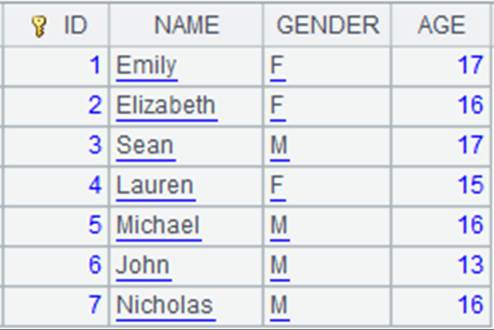 ID NAME GENDER AGE
1 Emily F 17
2 Elizabeth F 16
3 Sean M 17
4 Lauren F 15
5 Michael M 16
6 John M 13
7 Nicholas M 16